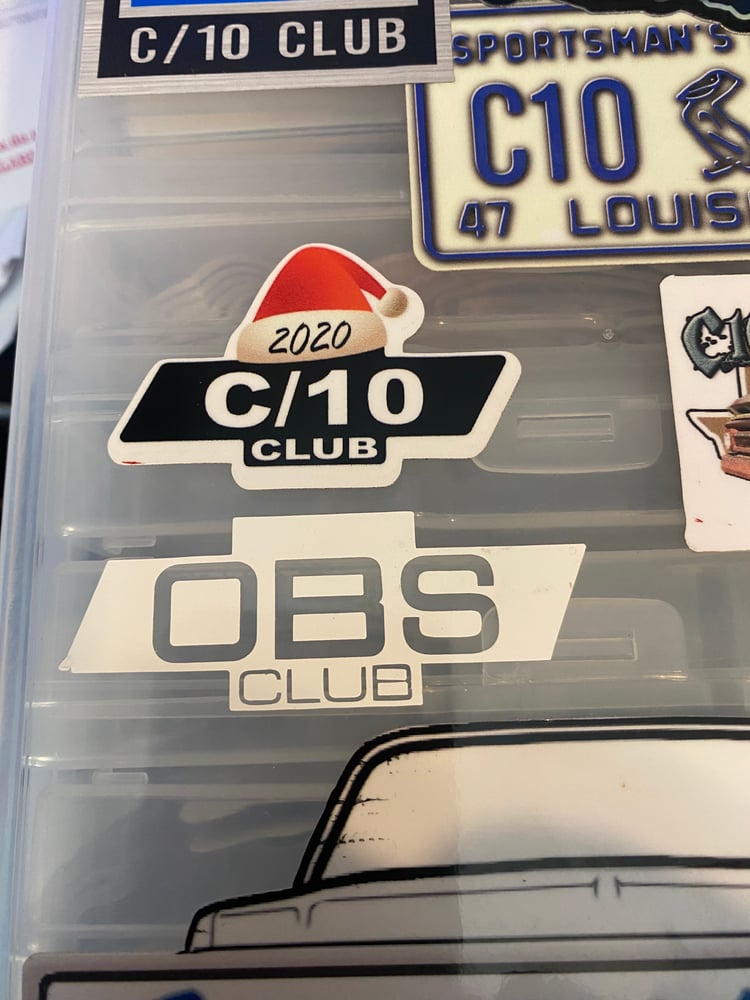 C/10 CLUB
SPORTSMAN'S
C10
47 LOUIS
2020
C/10
CLUB
OBS
CLUB